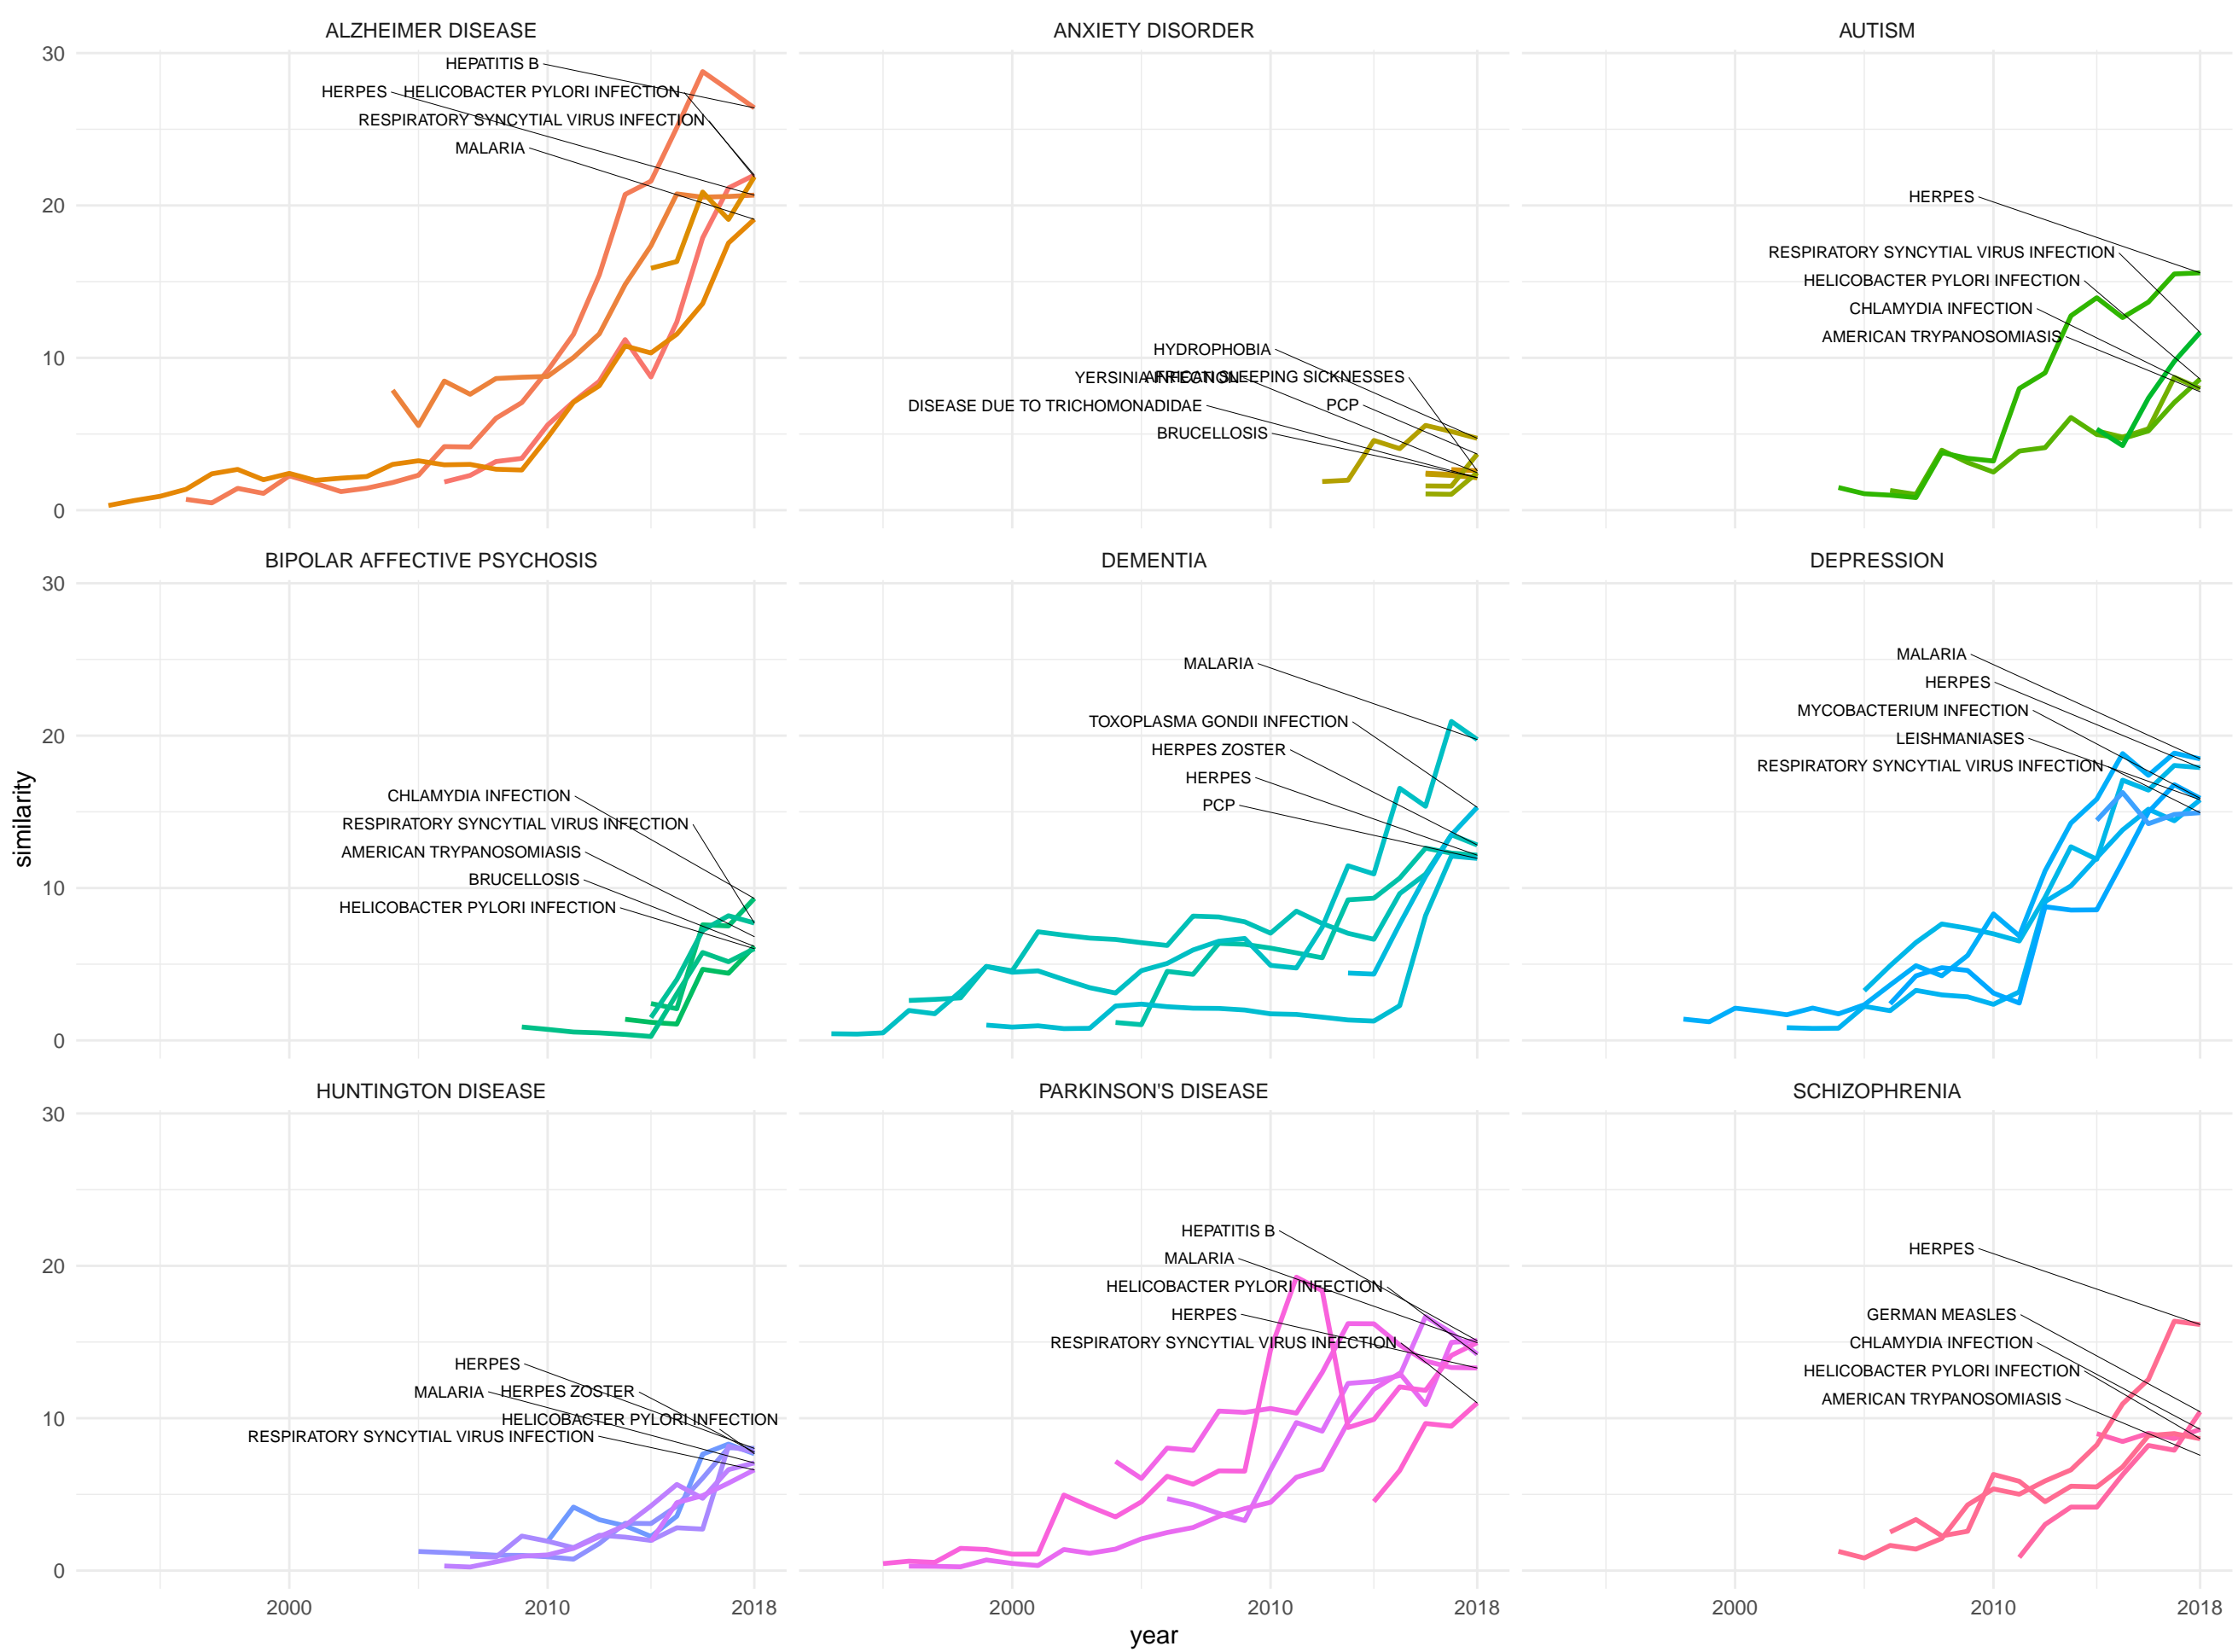 ALZHEIMER DISEASE
ANXIETY DISORDER
AUTISM
30
20
10
0
HEPATITIS B
HERPES
HELICOBACTER PYLORI INFECTION
RESPIRATORY SYNCYTIAL VIRUS INFECTION
MALARIA
HYDROPHOBIA
YERSINIA INFECTION
AFRICAN SLEEPING SICKNESSES
DISEASE DUE TO TRICHOMONADIDAE
PCP
BRUCELLOSIS
HERPES
RESPIRATORY SYNCYTIAL VIRUS INFECTION
HELICOBACTER PYLORI INFECTION
CHLAMYDIA INFECTION
AMERICAN TRYPANOSOMIASIS
BIPOLAR AFFECTIVE PSYCHOSIS
DEMENTIA
DEPRESSION
30
20
10
0
similarity
CHLAMYDIA INFECTION
RESPIRATORY SYNCYTIAL VIRUS INFECTION
AMERICAN TRYPANOSOMIASIS
BRUCELLOSIS
HELICOBACTER PYLORI INFECTION
MALARIA
TOXOPLASMA GONDII INFECTION
HERPES ZOSTER
HERPES
PCP
MALARIA
HERPES
MYCOBACTERIUM INFECTION
LEISHMANIASES
RESPIRATORY SYNCYTIAL VIRUS INFECTION
HUNTINGTON DISEASE
PARKINSON'S DISEASE
SCHIZOPHRENIA
30
20
10
0
HERPES
MALARIA
HERPES ZOSTER
HELICOBACTER PYLORI INFECTION
RESPIRATORY SYNCYTIAL VIRUS INFECTION
HEPATITIS B
MALARIA
HELICOBACTER PYLORI INFECTION
HERPES
RESPIRATORY SYNCYTIAL VIRUS INFECTION
HERPES
GERMAN MEASLES
CHLAMYDIA INFECTION
HELICOBACTER PYLORI INFECTION
AMERICAN TRYPANOSOMIASIS
2000
2010
2018
2000
2010
2018
2000
2010
2018
year